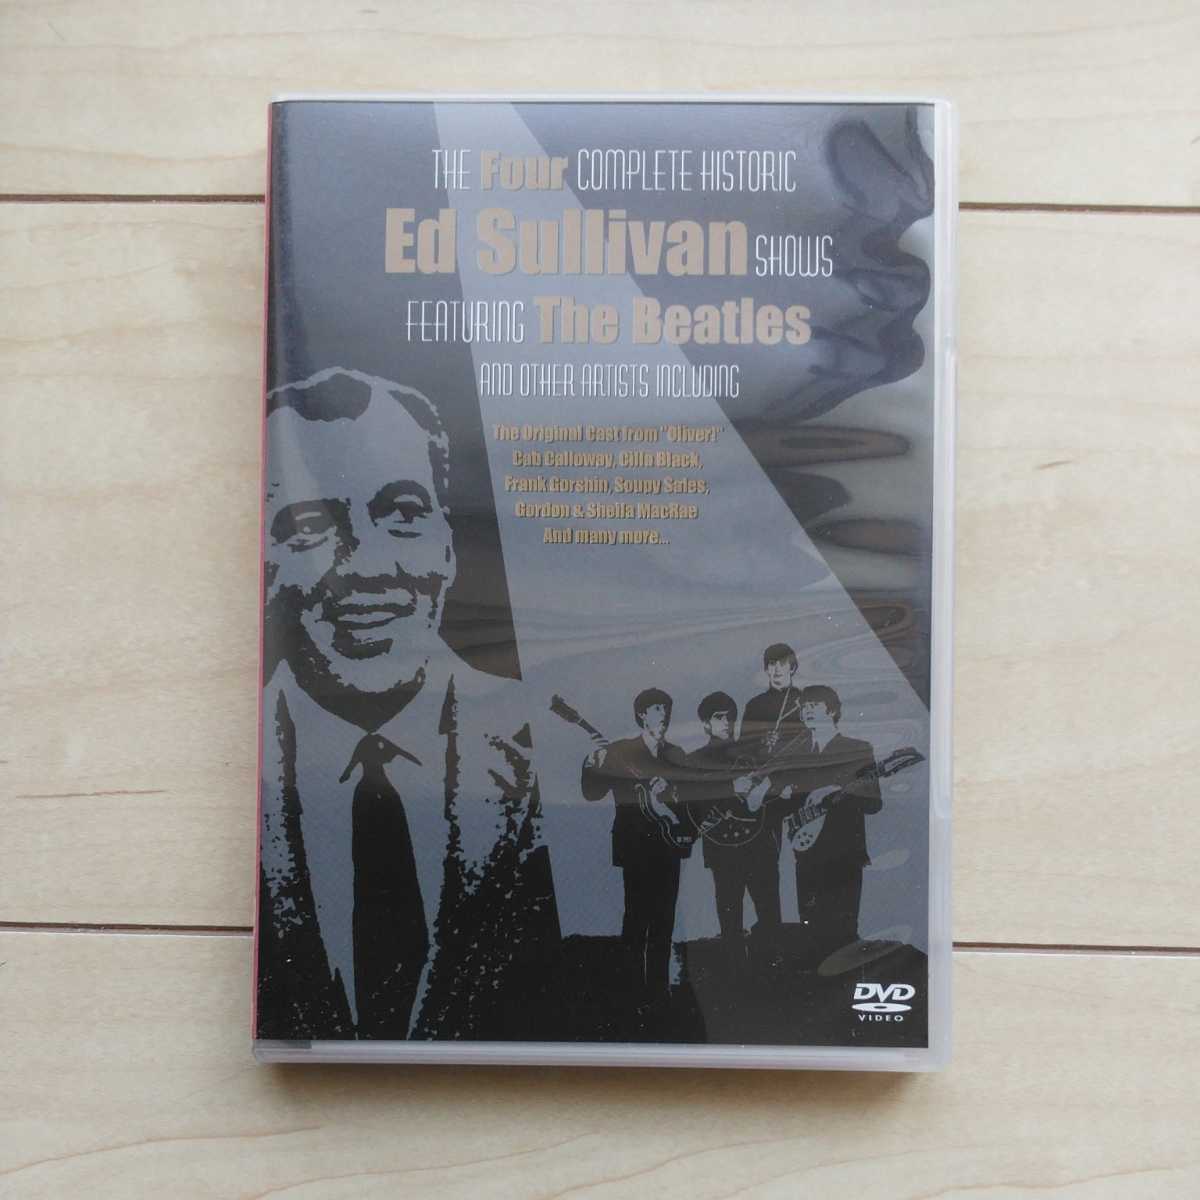 THE Four COMPLETE HISTORIC
Ed Sullivan SHOWS
FEATURING The Beatles
AND OTHER ARTISTS INCLUDING
The Original Cast from "Oliver!"
Cab Calloway, Cilla Black,
Frank Gorshin, Soupy Sales,
Gordon & Sheila MacRae
And many more...
DVD
VIDEO